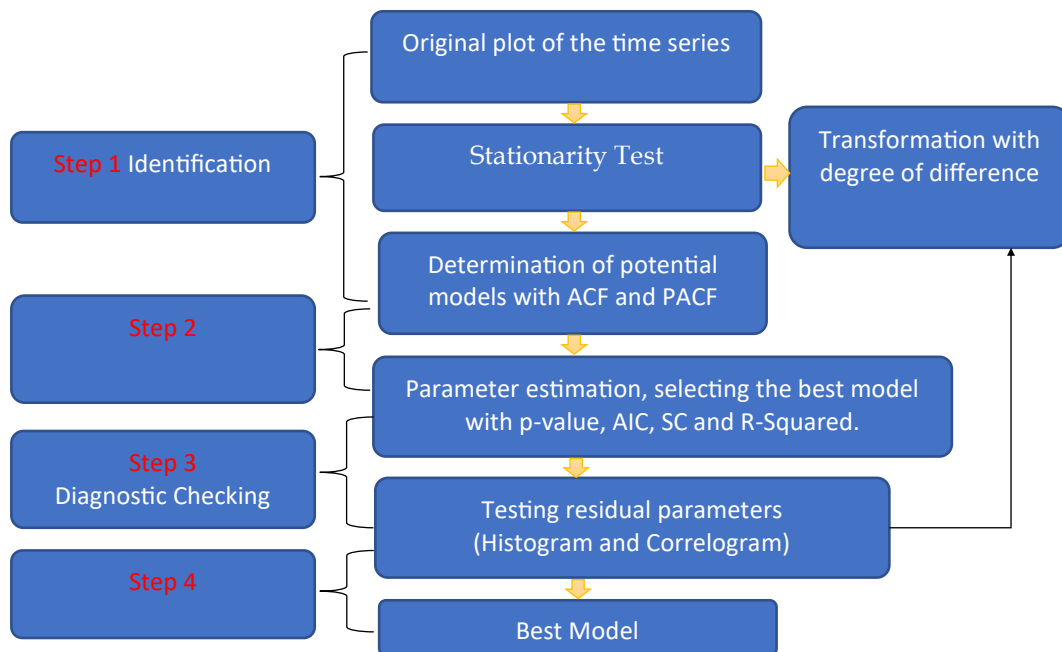 Original plot of the time series
Step 1 Identification
Stationarity Test
Transformation with
degree of difference
Determination of potential
models with ACF and PACF
Step 2
Parameter estimation, selecting the best model
with p-value, AIC, SC and R-Squared.
Step 3
Diagnostic Checking
Testing residual parameters
(Histogram and Correlogram)
Step 4
Best Model